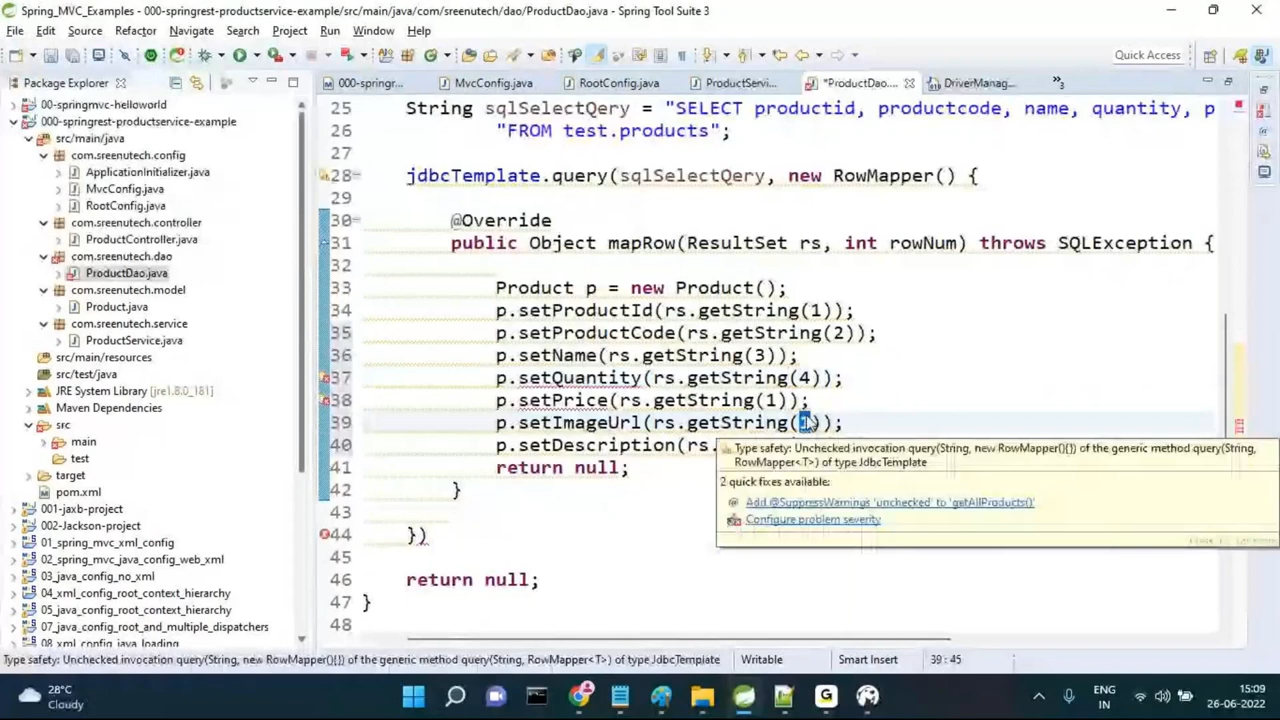 Spring_MVC_Examples - 000-springrest-productservice-example/src/main/java/com/sreenutech/dao/ProductDao.java - Spring Tool Suite 3
File Edit Source Refactor Navigate Search Project Run Window Help
Quick Access
Package Explorer
000-springr... MvcConfig.java RootConfig.java ProductServi... *ProductDao.... DriverManag... »3
00-springmvc-helloworld
000-springrest-productservice-example
src/main/java
com.sreenutech.config
ApplicationInitializer.java
MvcConfig.java
RootConfig.java
com.sreenutech.controller
ProductController.java
com.sreenutech.dao
ProductDao.java
com.sreenutech.model
Product.java
com.sreenutech.service
ProductService.java
src/main/resources
src/test/java
JRE System Library [jre1.8.0_181]
Maven Dependencies
src
main
test
target
pom.xml
001-jaxb-project
002-Jackson-project
01_spring_mvc_xml_config
02_spring_mvc_java_config_web_xml
03_java_config_no_xml
04_xml_config_root_context_hierarchy
05_java_config_root_context_hierarchy
07_java_config_root_and_multiple_dispatchers
08_xml_config_java_loading
25 String sqlSelectQery = "SELECT productid, productcode, name, quantity, p
26 "FROM test.products";
27
28 jdbcTemplate.query(sqlSelectQery, new RowMapper() {
29
30 @Override
31 public Object mapRow(ResultSet rs, int rowNum) throws SQLException {
32
33 Product p = new Product();
34 p.setProductId(rs.getString(1));
35 p.setProductCode(rs.getString(2));
36 p.setName(rs.getString(3));
37 p.setQuantity(rs.getString(4));
38 p.setPrice(rs.getString(1));
39 p.setImageUrl(rs.getString(1));
40 p.setDescription(rs.
41 return null;
42 }
43
44 })
45
46 return null;
47 }
48
Type safety: Unchecked invocation query(String, new RowMapper(){}) of the generic method query(String,
RowMapper<T>) of type JdbcTemplate
2 quick fixes available:
Add @SuppressWarnings 'unchecked' to 'getAllProducts()'
Configure problem severity
Type safety: Unchecked invocation query(String, new RowMapper(){}) of the generic method query(String, RowMapper<T>) of type JdbcTemplate
Writable Smart Insert 39 : 45
28°C
Cloudy
ENG
IN
15:09
26-06-2022